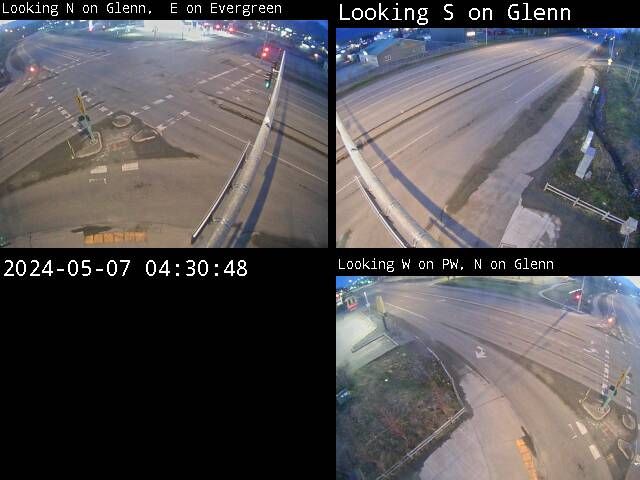 Looking N on Glenn,  E on Evergreen
Looking S on Glenn
2024-05-07 04:30:48
Looking W on PW, N on Glenn